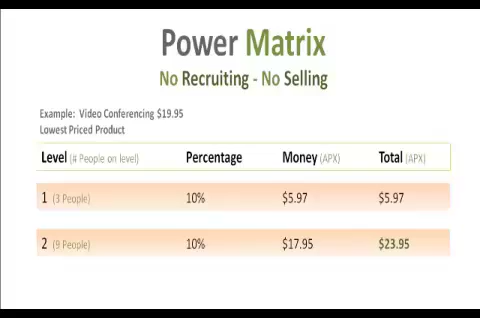 Power Matrix
No Recruiting - No Selling
Example: Video Conferencing $19.95
Lowest Priced Product
Level (# People on level) Percentage Money (APX) Total (APX)
1 (3 People) 10% $5.97 $5.97
2 (9 People) 10% $17.95 $23.95